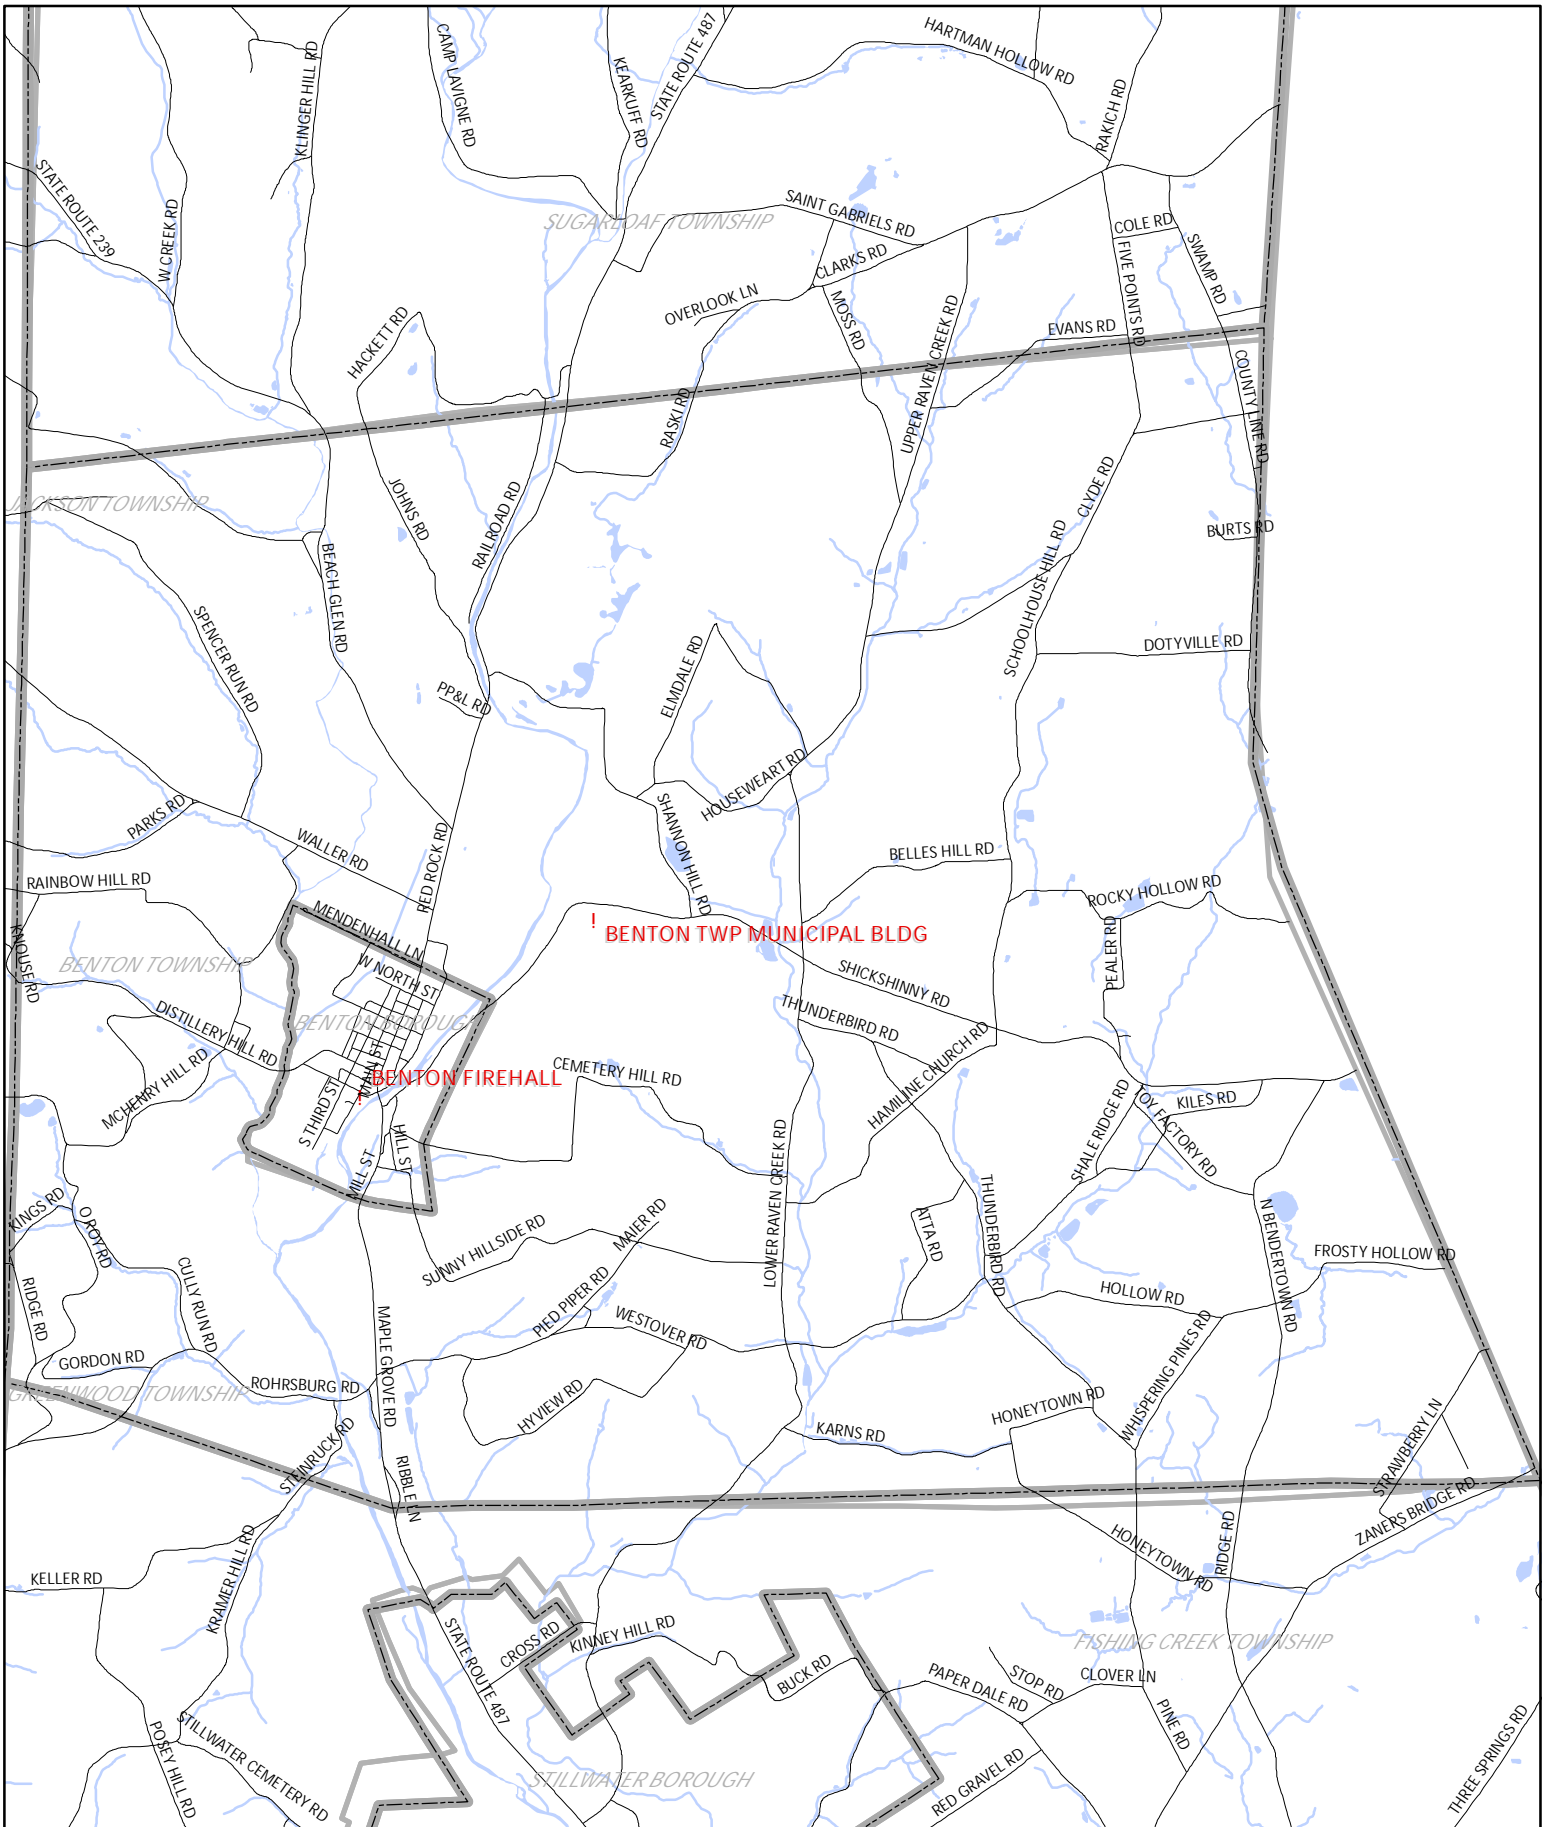 HARTMAN HOLLOW RD
CAMP LAVIGNE RD
KEARKUFF RD
STATE ROUTE 487
KLINGER HILL RD
RAKICH RD
STATE ROUTE 239
W CREEK RD
SUGARLOAF TOWNSHIP
SAINT GABRIELS RD
COLE RD
CLARKS RD
FIVE POINTS RD
SWAMP RD
OVERLOOK LN
MOSS RD
HACKETT RD
UPPER RAVEN CREEK RD
EVANS RD
COUNTY LINE RD
RASKI RD
JACKSON TOWNSHIP
JOHNS RD
RAILROAD RD
CLYDE RD
BURTS RD
BEACH GLEN RD
SCHOOLHOUSE HILL RD
SPENCER RUN RD
DOTYVILLE RD
ELMDALE RD
PP&L RD
HOUSEWEART RD
PARKS RD
WALLER RD
RED ROCK RD
SHANNON HILL RD
BELLES HILL RD
RAINBOW HILL RD
ROCKY HOLLOW RD
MENDENHALL LN
!
BENTON TWP MUNICIPAL BLDG
KNOUSE RD
BENTON TOWNSHIP
W NORTH ST
PEALER RD
SHICKSHINNY RD
THUNDERBIRD RD
DISTILLERY HILL RD
BENTON BOROUGH
MAIN ST
BENTON FIREHALL
!
CEMETERY HILL RD
HAMILINE CHURCH RD
MCHENRY HILL RD
S THIRD ST
HILL ST
SHALE RIDGE RD
TOY FACTORY RD
KILES RD
MILL ST
LOWER RAVEN CREEK RD
THUNDERBIRD RD
KINGS RD
O ROY RD
SUNNY HILLSIDE RD
MAIER RD
ATTA RD
N BENDERTOWN RD
FROSTY HOLLOW RD
RIDGE RD
CULLY RUN RD
PIED PIPER RD
HOLLOW RD
WESTOVER RD
MAPLE GROVE RD
WHISPERING PINES RD
GORDON RD
ROHRSBURG RD
GREENWOOD TOWNSHIP
HYVIEW RD
HONEYTOWN RD
KARNS RD
STRAWBERRY LN
STEINRUCK RD
RIBBLE LN
ZANERS BRIDGE RD
HONEYTOWN RD
RIDGE RD
KELLER RD
KRAMER HILL RD
STATE ROUTE 487
CROSS RD
KINNEY HILL RD
FISHING CREEK TOWNSHIP
BUCK RD
PAPER DALE RD
STOP RD
CLOVER LN
PINE RD
POSEY HILL RD
STILLWATER CEMETERY RD
STILLWATER BOROUGH
RED GRAVEL RD
THREE SPRINGS RD